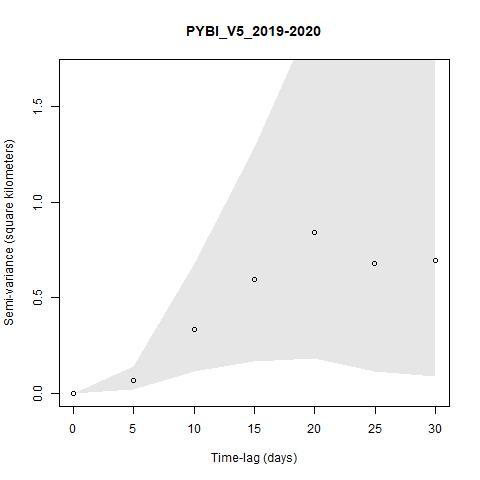 PYBI_V5_2019-2020
Semi-variance (square kilometers)
1.5
1.0
0.5
0.0
0 5 10 15 20 25 30
Time-lag (days)